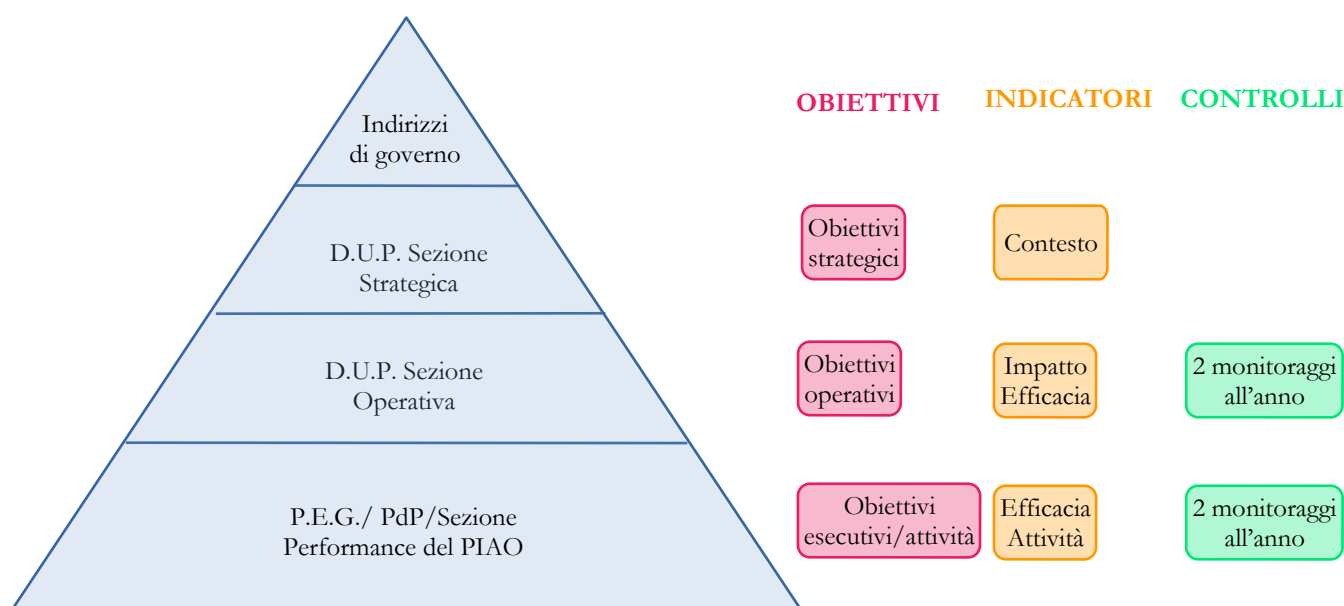 OBIETTIVI INDICATORI CONTROLLI
Indirizzi
di governo
D.U.P. Sezione
Strategica
Obiettivi
strategici
Contesto
D.U.P. Sezione
Operativa
Obiettivi
operativi
Impatto
Efficacia
2 monitoraggi
all’anno
P.E.G./ PdP/Sezione
Performance del PIAO
Obiettivi
esecutivi/attività
Efficacia
Attività
2 monitoraggi
all’anno